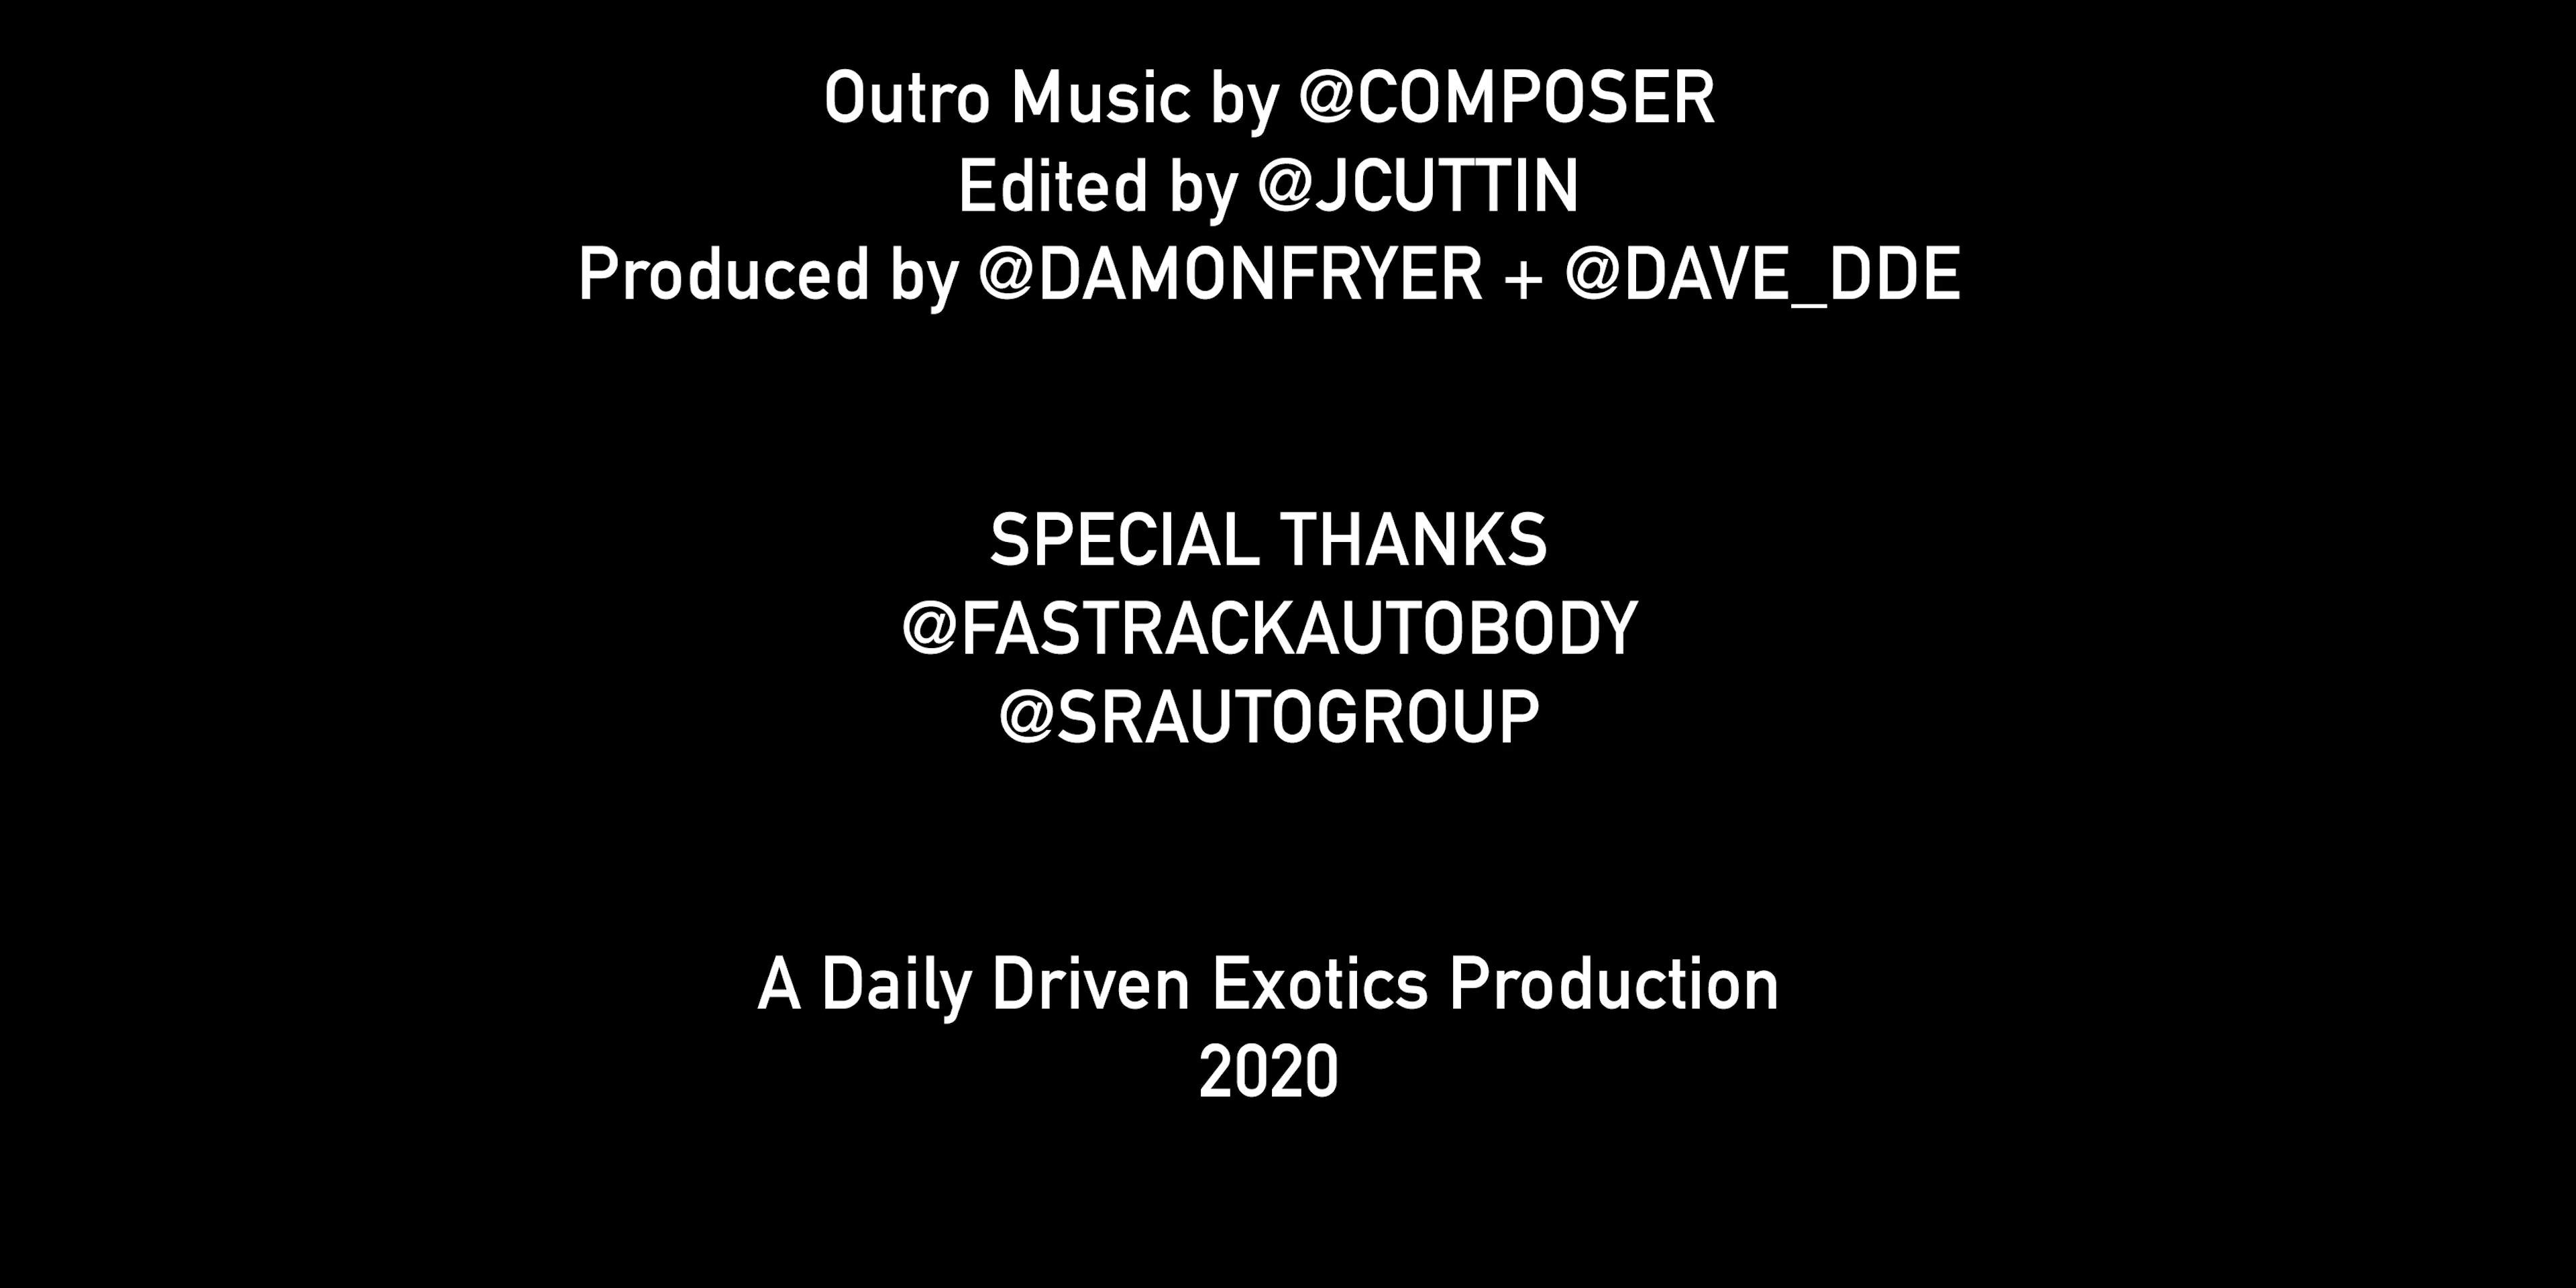 Outro Music by @COMPOSER
Edited by @JCUTTIN
Produced by @DAMONFRYER + @DAVE_DDE
SPECIAL THANKS
@FASTRACKAUTOBODY
@SRAUTOGROUP
A Daily Driven Exotics Production
2020